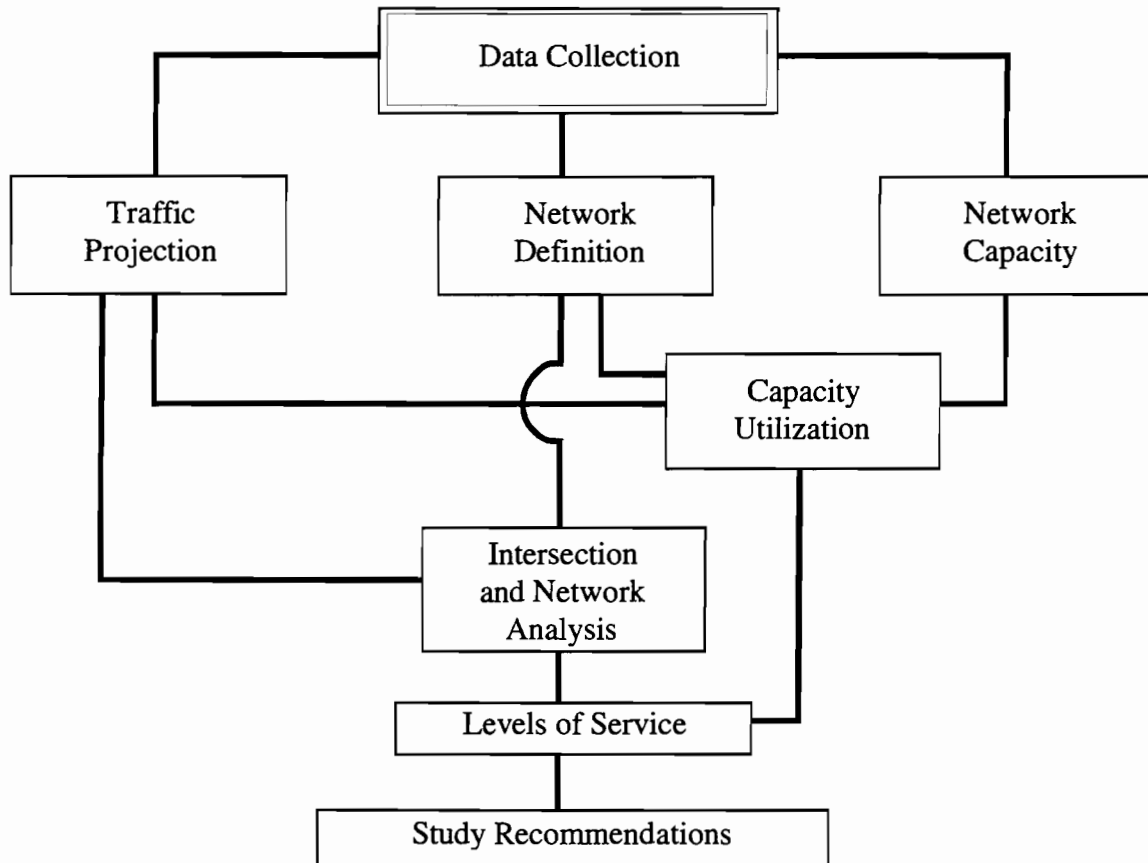 Data Collection
Traffic
Projection
Network
Definition
Network
Capacity
Capacity
Utilization
Intersection
and Network
Analysis
Levels of Service
Study Recommendations